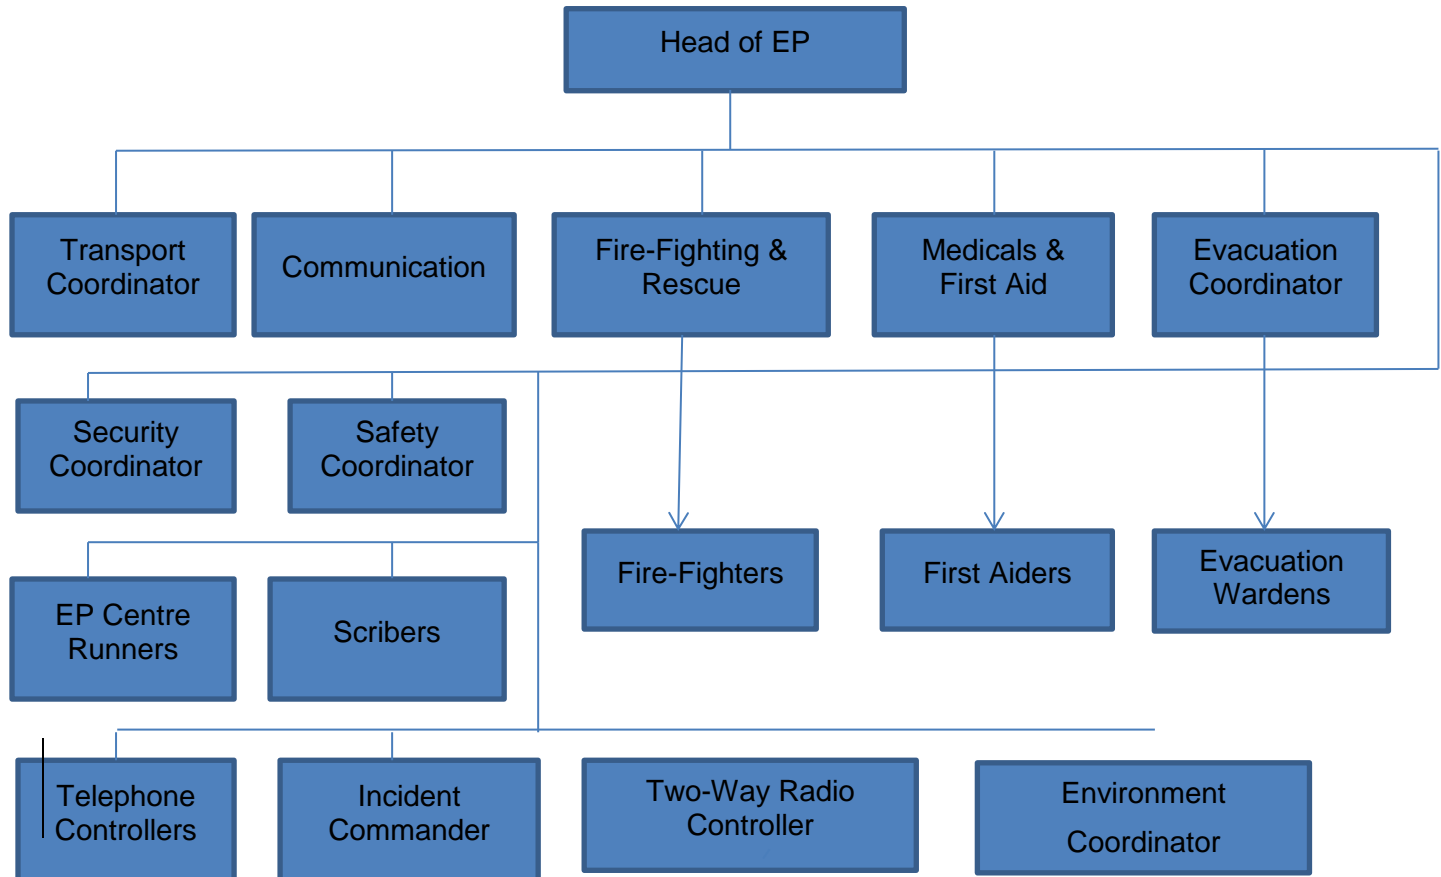 Head of EP
Transport
Coordinator
Communication
Fire-Fighting &
Rescue
Medicals &
First Aid
Evacuation
Coordinator
Security
Coordinator
Safety
Coordinator
Fire-Fighters
First Aiders
Evacuation
Wardens
EP Centre
Runners
Scribers
Telephone
Controllers
Incident
Commander
Two-Way Radio
Controller
Environment
Coordinator